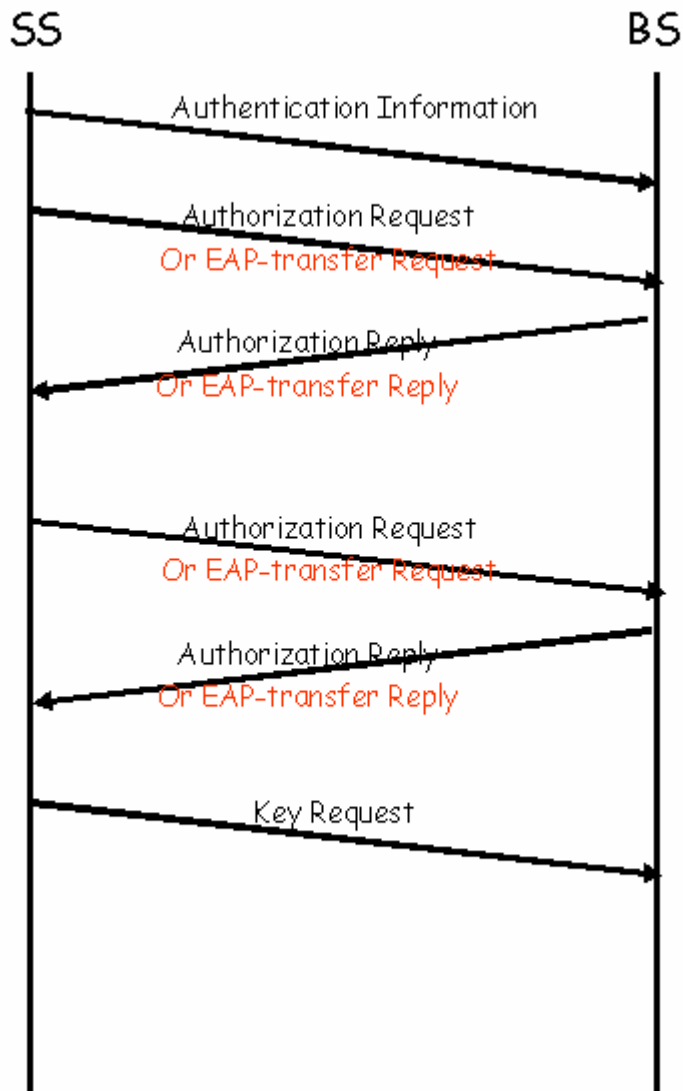 SS
BS
Authentication Information
Authorization Request
Or EAP-transfer Request
Authorization Reply
Or EAP-transfer Reply
Authorization Request
Or EAP-transfer Request
Authorization Reply
Or EAP-transfer Reply
Key Request